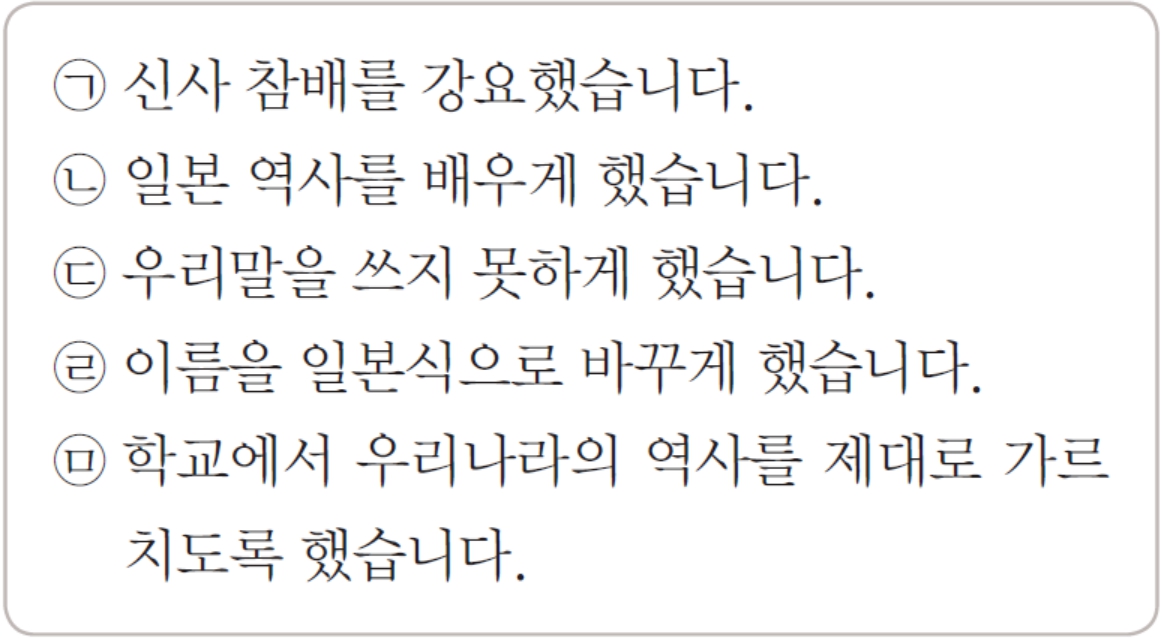 ㉠ 신사 참배를 강요했습니다.
㉡ 일본 역사를 배우게 했습니다.
㉢ 우리말을 쓰지 못하게 했습니다.
㉣ 이름을 일본식으로 바꾸게 했습니다.
㉤ 학교에서 우리나라의 역사를 제대로 가르
치도록 했습니다.